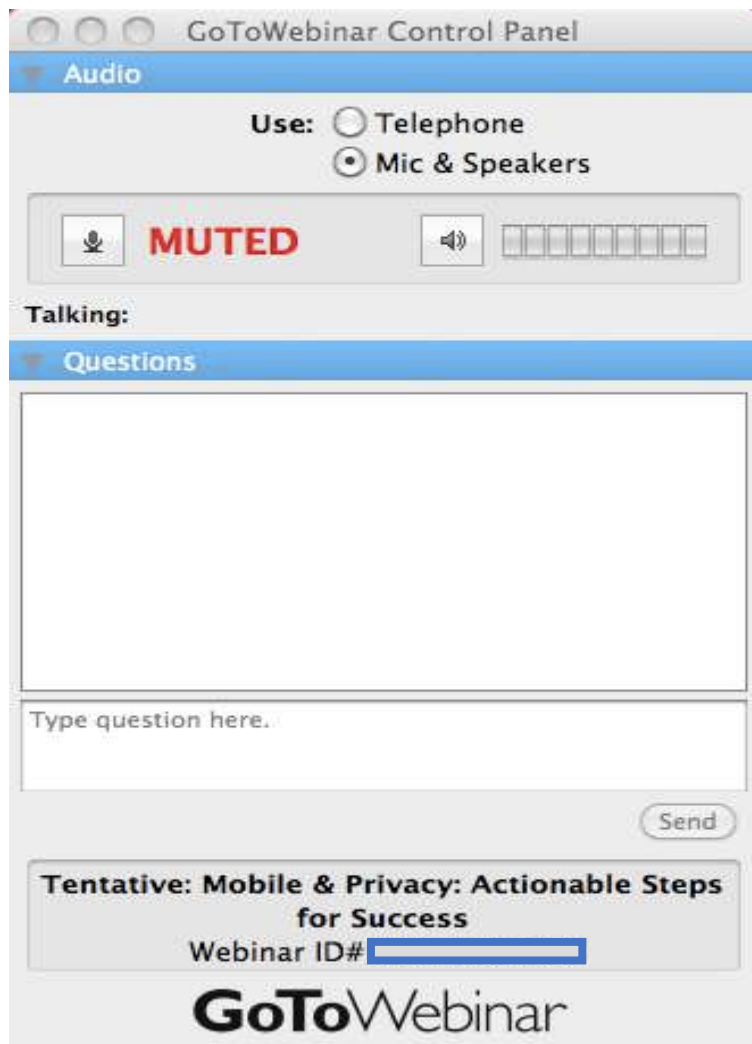 GoToWebinar Control Panel
Audio
Use: Telephone
Mic & Speakers
MUTED
Talking:
Questions
Type question here.
Send
Tentative: Mobile & Privacy: Actionable Steps
for Success
Webinar ID#
GoToWebinar